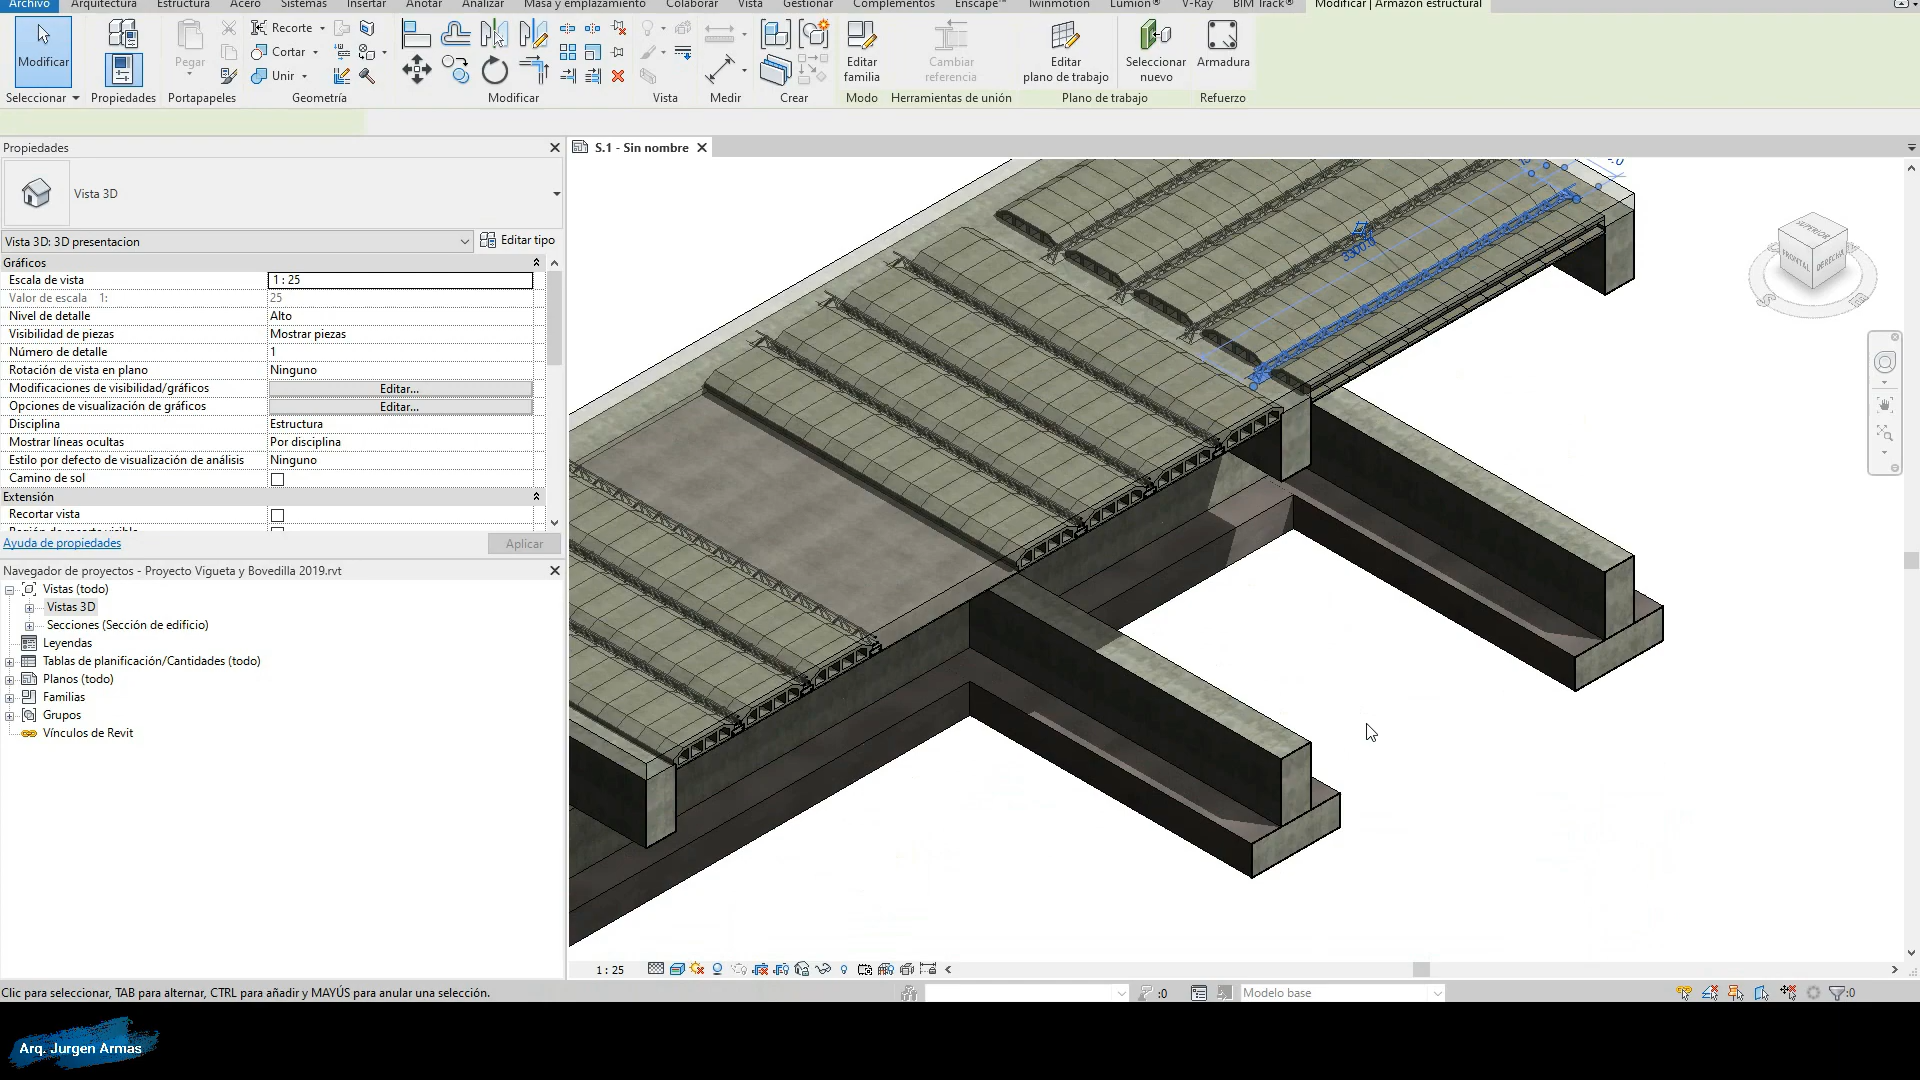 Archivo Arquitectura Estructura Acero Sistemas Insertar Anotar Analizar Masa y emplazamiento Colaborar Vista Gestionar Complementos Enscape™ Twinmotion Lumion® V-Ray BIM Track® Modificar | Armazón estructural
Modificar
Pegar
Recorte
Cortar
Unir
Editar
familia
Cambiar
referencia
Editar
plano de trabajo
Seleccionar
nuevo
Armadura
Seleccionar Propiedades Portapapeles Geometría Modificar Vista Medir Crear Modo Herramientas de unión Plano de trabajo Refuerzo
Propiedades
S.1 - Sin nombre
Vista 3D
Vista 3D: 3D presentacion
Editar tipo
Gráficos
Escala de vista 1 : 25
Valor de escala 1: 25
Nivel de detalle Alto
Visibilidad de piezas Mostrar piezas
Número de detalle 1
Rotación de vista en plano Ninguno
Modificaciones de visibilidad/gráficos Editar...
Opciones de visualización de gráficos Editar...
Disciplina Estructura
Mostrar líneas ocultas Por disciplina
Estilo por defecto de visualización de análisis Ninguno
Camino de sol
Extensión
Recortar vista
Ayuda de propiedades
Aplicar
Navegador de proyectos - Proyecto Vigueta y Bovedilla 2019.rvt
Vistas (todo)
Vistas 3D
Secciones (Sección de edificio)
Leyendas
Tablas de planificación/Cantidades (todo)
Planos (todo)
Familias
Grupos
Vínculos de Revit
SUPERIOR
FRONTAL
DERECHA
1 : 25
Clic para seleccionar, TAB para alternar, CTRL para añadir y MAYÚS para anular una selección.
:0
Modelo base
:0
Arq. Jurgen Armas